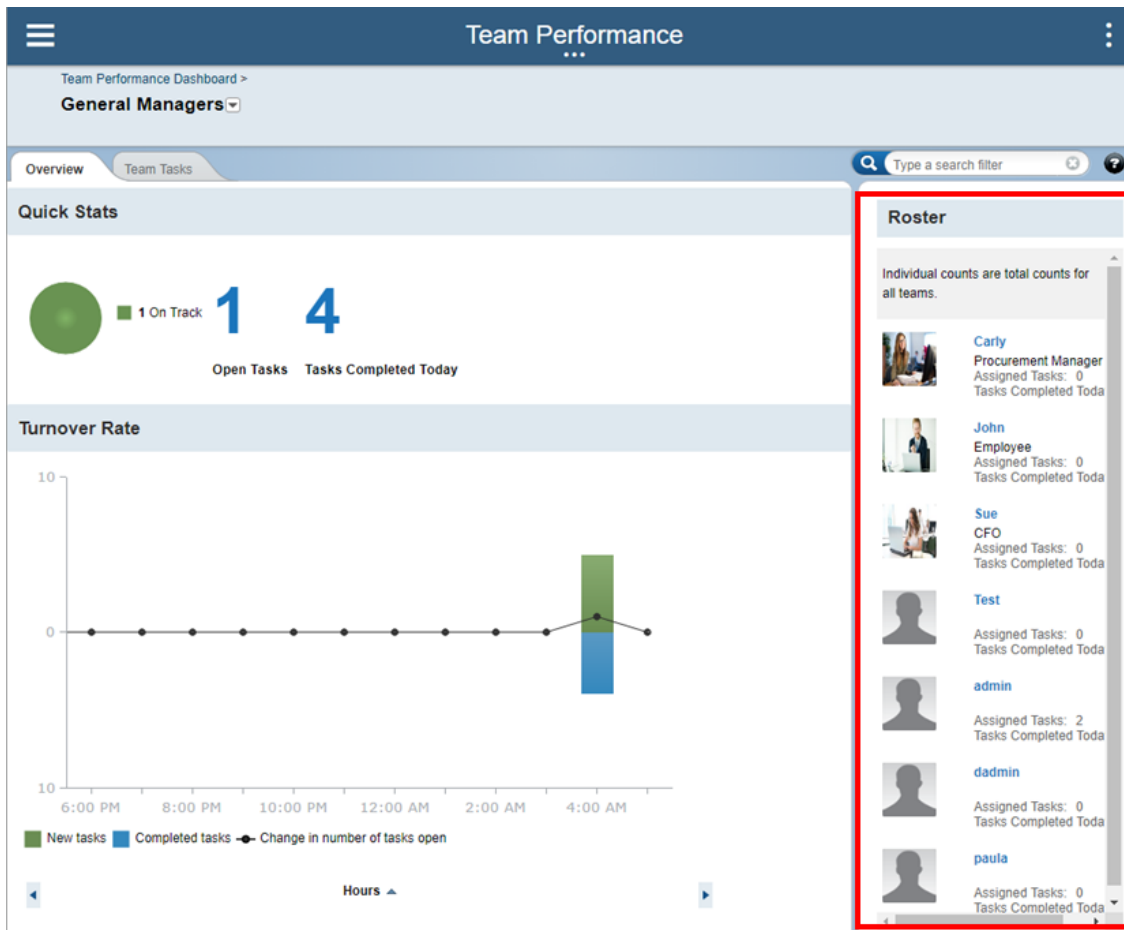 Team Performance
Team Performance Dashboard >
General Managers
Overview
Team Tasks
Type a search filter
?
Quick Stats
1 On Track
1
4
Open Tasks
Tasks Completed Today
Turnover Rate
10
0
10
6:00 PM 8:00 PM 10:00 PM 12:00 AM 2:00 AM 4:00 AM
New tasks Completed tasks Change in number of tasks open
Hours
Roster
Individual counts are total counts for
all teams.
Carly
Procurement Manager
Assigned Tasks: 0
Tasks Completed Toda
John
Employee
Assigned Tasks: 0
Tasks Completed Toda
Sue
CFO
Assigned Tasks: 0
Tasks Completed Toda
Test
Assigned Tasks: 0
Tasks Completed Toda
admin
Assigned Tasks: 2
Tasks Completed Toda
dadmin
Assigned Tasks: 0
Tasks Completed Toda
paula
Assigned Tasks: 0
Tasks Completed Toda